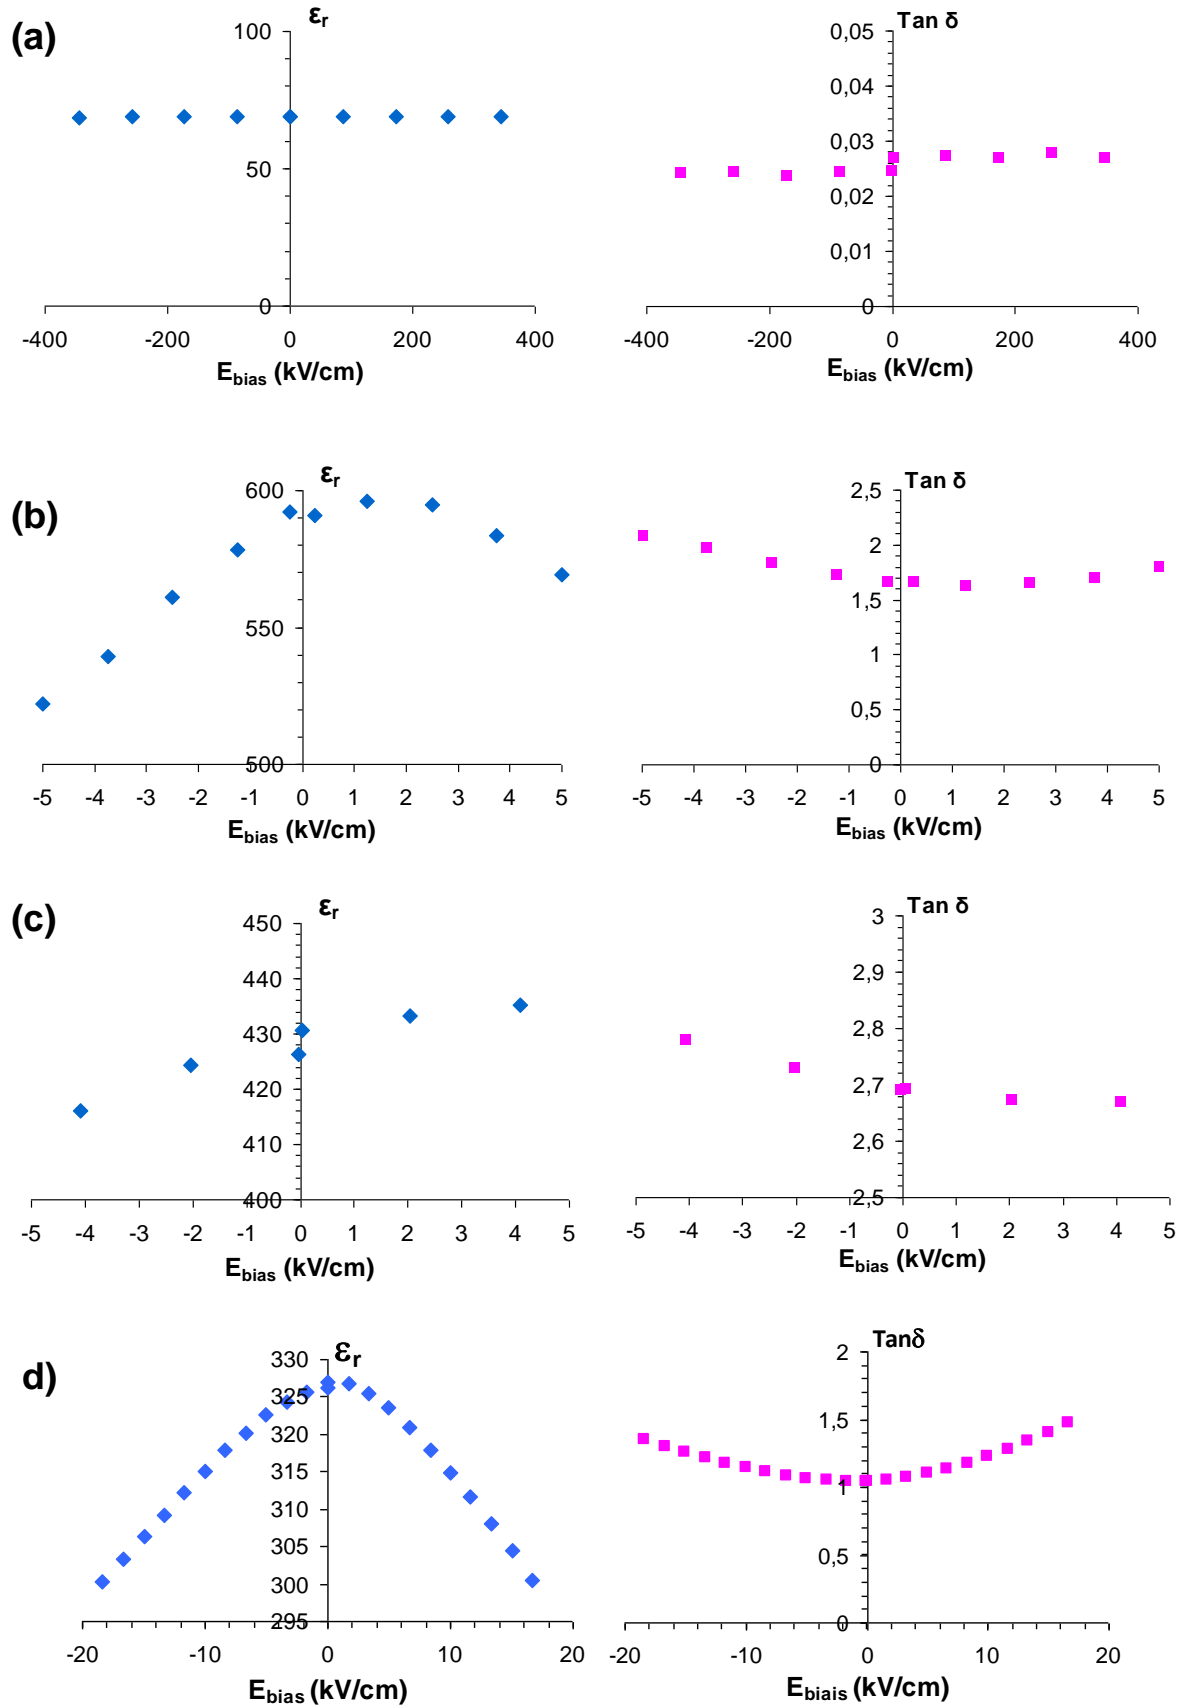 (a)
εr
100
50
0
-400 -200 0 200 400
Ebias (kV/cm)
Tan δ
0,05
0,04
0,03
0,02
0,01
0
-400 -200 0 200 400
Ebias (kV/cm)
(b)
εr
600
550
500
-5 -4 -3 -2 -1 0 1 2 3 4 5
Ebias (kV/cm)
Tan δ
2,5
2
1,5
1
0,5
0
-5 -4 -3 -2 -1 0 1 2 3 4 5
Ebias (kV/cm)
(c)
εr
450
440
430
420
410
400
-5 -4 -3 -2 -1 0 1 2 3 4 5
Ebias (kV/cm)
Tan δ
3
2,9
2,8
2,7
2,6
2,5
-5 -4 -3 -2 -1 0 1 2 3 4 5
Ebias (kV/cm)
d)
εr
330
325
320
315
310
305
300
295
-20 -10 0 10 20
Ebias (kV/cm)
Tanδ
2
1,5
1
0,5
0
-20 -10 0 10 20
Ebiais (kV/cm)